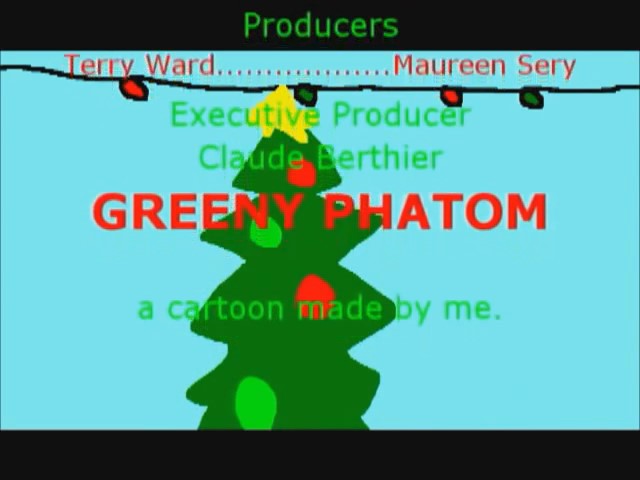 Producers
Terry Ward..................Maureen Sery
Executive Producer
Claude Berthier
GREENY PHATOM
a cartoon made by me.